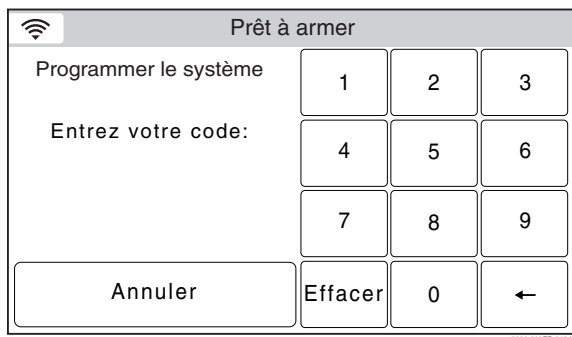 Prêt à armer
Programmer le système
Entrez votre code:
1 2 3
4 5 6
7 8 9
Annuler Effacer 0 ←